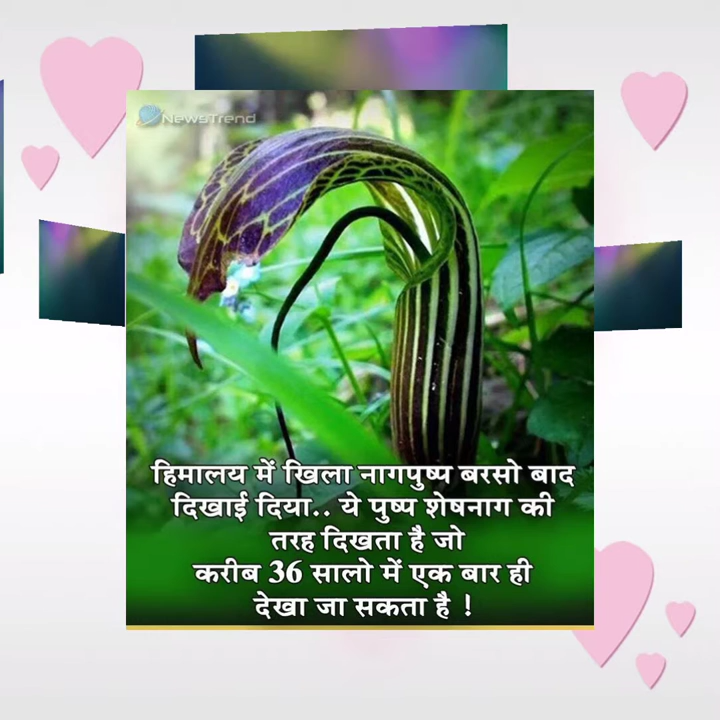 NewsTrend
हिमालय में खिला नागपुष्प बरसो बाद
दिखाई दिया.. ये पुष्प शेषनाग की
तरह दिखता है जो
करीब 36 सालो में एक बार ही
देखा जा सकता है !